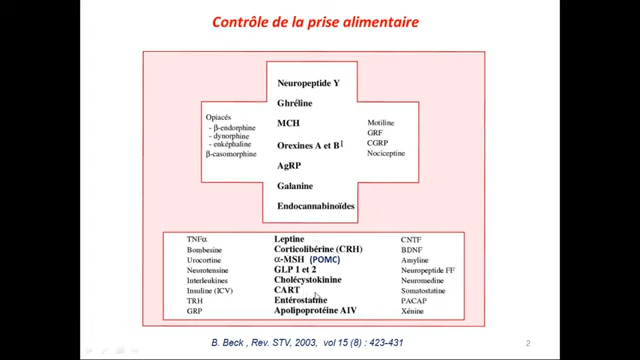 Contrôle de la prise alimentaire
Neuropeptide Y
Ghréline
MCH
Orexines A et B
AgRP
Galanine
Endocannabinoïdes
Opiacés
- β-endorphine
- dynorphine
- enképhaline
β-casomorphine
Motiline
GRF
CGRP
Nociceptine
TNFα
Bombesine
Urocortine
Neurotensine
Interleukines
Insuline (ICV)
TRH
GRP
Leptine
Corticolibérine (CRH)
α-MSH (POMC)
GLP 1 et 2
Cholécystokinine
CART
Entérostatine
Apolipoprotéine AIV
CNTF
BDNF
Amyline
Neuropeptide FF
Neuromedine
Somatostatine
PACAP
Xénine
B. Beck , Rev. STV, 2003, vol 15 (8) : 423-431
2